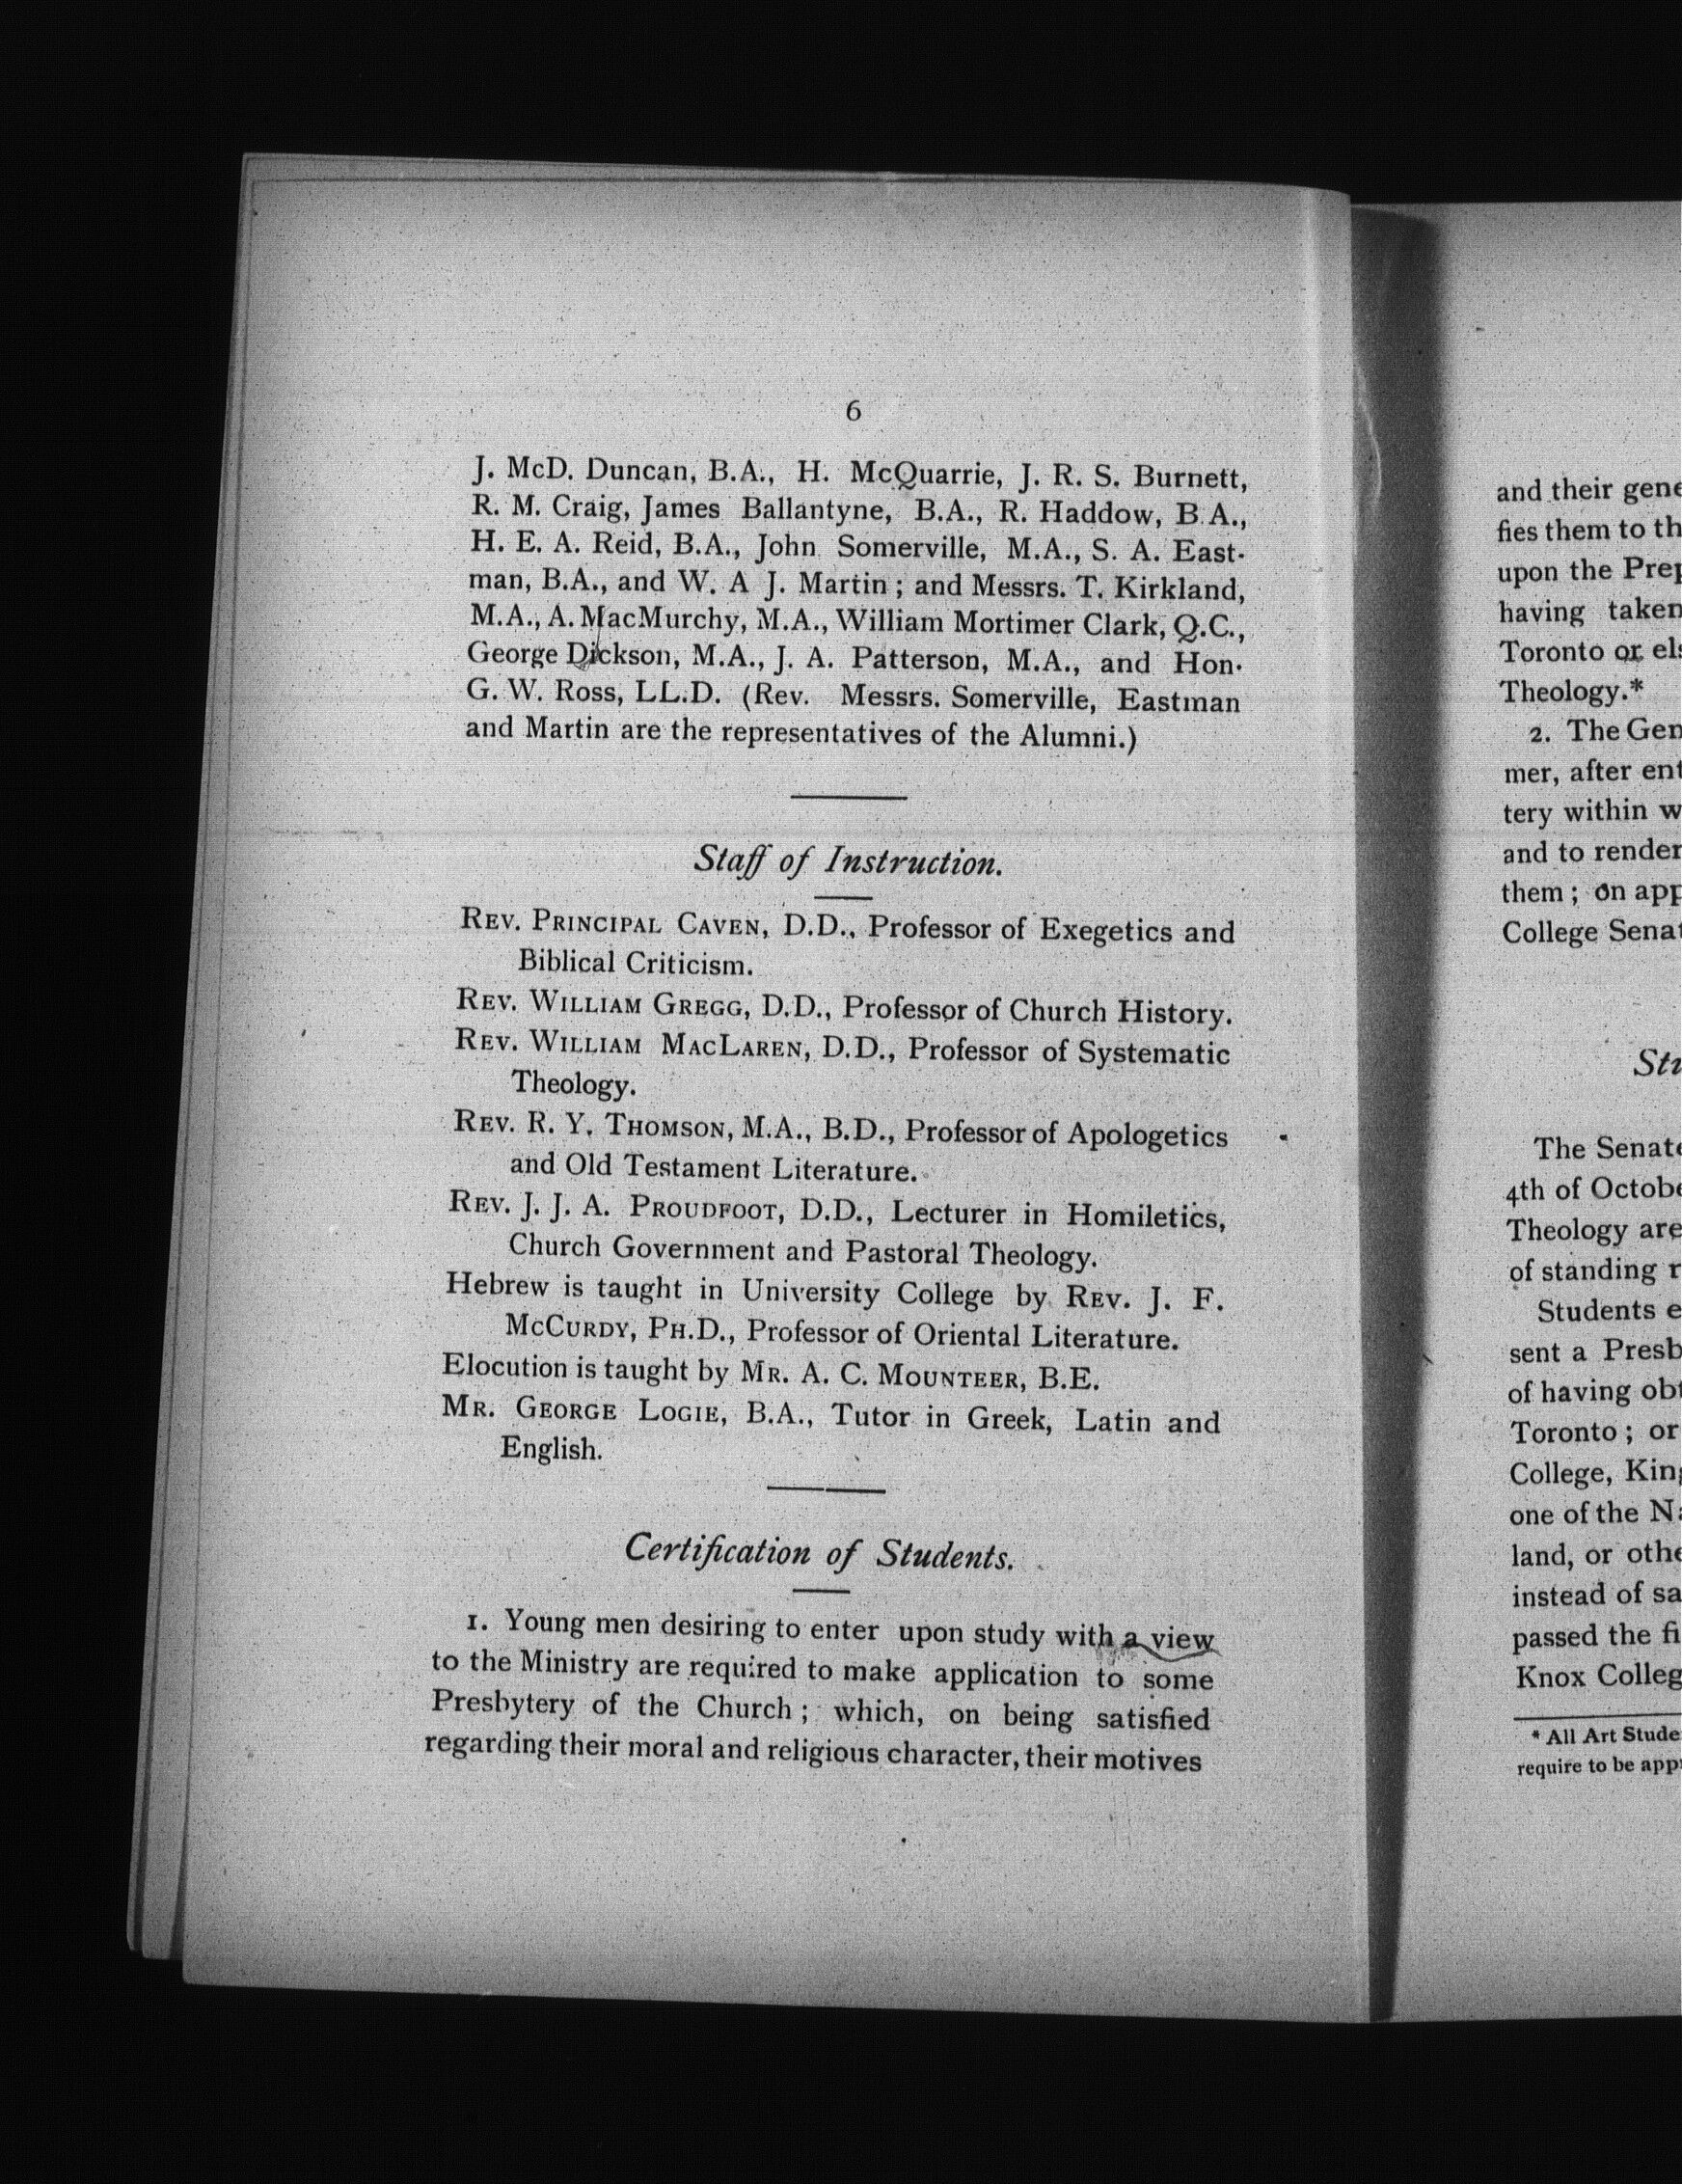 6
J. McD. Duncan, B.A., H. McQuarrie, J. R. S. Burnett,
R. M. Craig, James Ballantyne, B.A., R. Haddow, B.A.,
H. E. A. Reid, B.A., John Somerville, M.A., S. A. East-
man, B.A., and W. A J. Martin ; and Messrs. T. Kirkland,
M.A., A. MacMurchy, M.A., William Mortimer Clark, Q.C.,
George Dickson, M.A., J. A. Patterson, M.A., and Hon.
G. W. Ross, LL.D. (Rev. Messrs. Somerville, Eastman
and Martin are the representatives of the Alumni.)
Staff of Instruction.
REV. PRINCIPAL CAVEN, D.D., Professor of Exegetics and
Biblical Criticism.
REV. WILLIAM GREGG, D.D., Professor of Church History.
REV. WILLIAM MACLAREN, D.D., Professor of Systematic
Theology.
REV. R. Y. THOMSON, M.A., B.D., Professor of Apologetics
and Old Testament Literature.
REV. J. J. A. PROUDFOOT, D.D., Lecturer in Homiletics,
Church Government and Pastoral Theology.
Hebrew is taught in University College by REV. J. F.
MCCURDY, PH.D., Professor of Oriental Literature.
Elocution is taught by MR. A. C. MOUNTEER, B.E.
MR. GEORGE LOGIE, B.A., Tutor in Greek, Latin and
English.
Certification of Students.
1. Young men desiring to enter upon study with a view
to the Ministry are required to make application to some
Presbytery of the Church ; which, on being satisfied
regarding their moral and religious character, their motives
and their gene
fies them to th
upon the Prep
having taken
Toronto or els
Theology.*
2. The Gen
mer, after ent
tery within w
and to render
them ; on app
College Senat
Stu
The Senate
4th of Octobe
Theology are
of standing r
Students e
sent a Presb
of having obt
Toronto ; or
College, King
one of the Na
land, or othe
instead of sa
passed the fi
Knox Colleg
* All Art Stude
require to be app